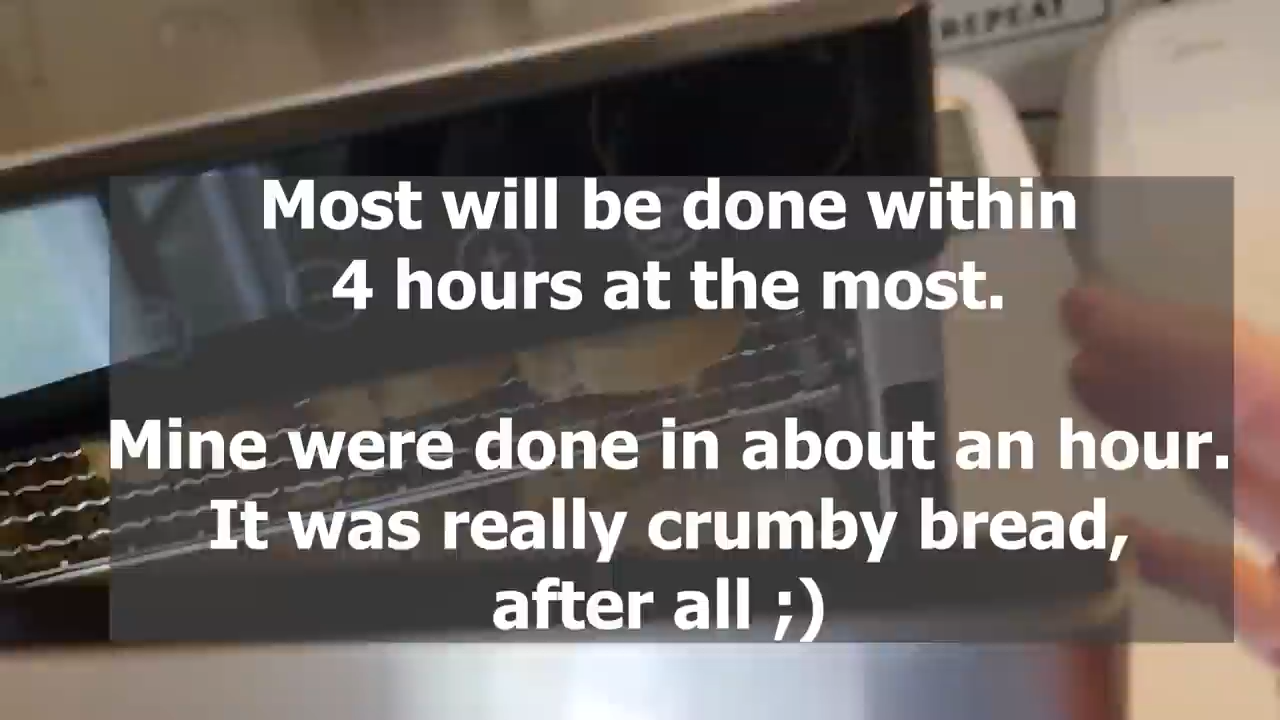 REPEAT
Most will be done within
4 hours at the most.
Mine were done in about an hour.
It was really crumby bread,
after all ;)